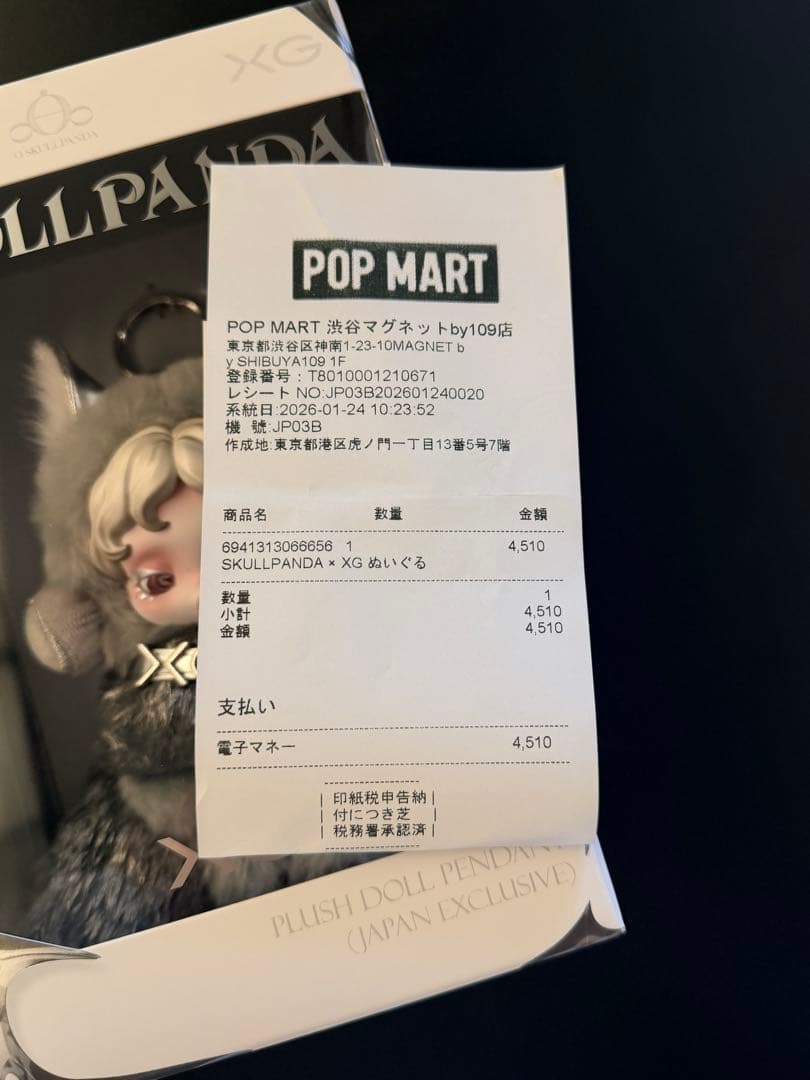 XG
SKULLPANDA
LLPANDA
POP MART
POP MART 渋谷マグネットby109店
東京都渋谷区神南1-23-10MAGNET b
y SHIBUYA109 1F
登録番号：T8010001210671
レシート NO:JP03B202601240020
系統日:2026-01-24 10:23:52
機 號:JP03B
作成地:東京都港区虎ノ門一丁目13番5号7階
商品名 数量 金額
6941313066656 1 4,510
SKULLPANDA × XG ぬいぐる
数量 1
小計 4,510
金額 4,510
支払い
電子マネー 4,510
印紙税申告納
付につき芝
税務署承認済
PLUSH DOLL PENDAN
(JAPAN EXCLUSIVE)